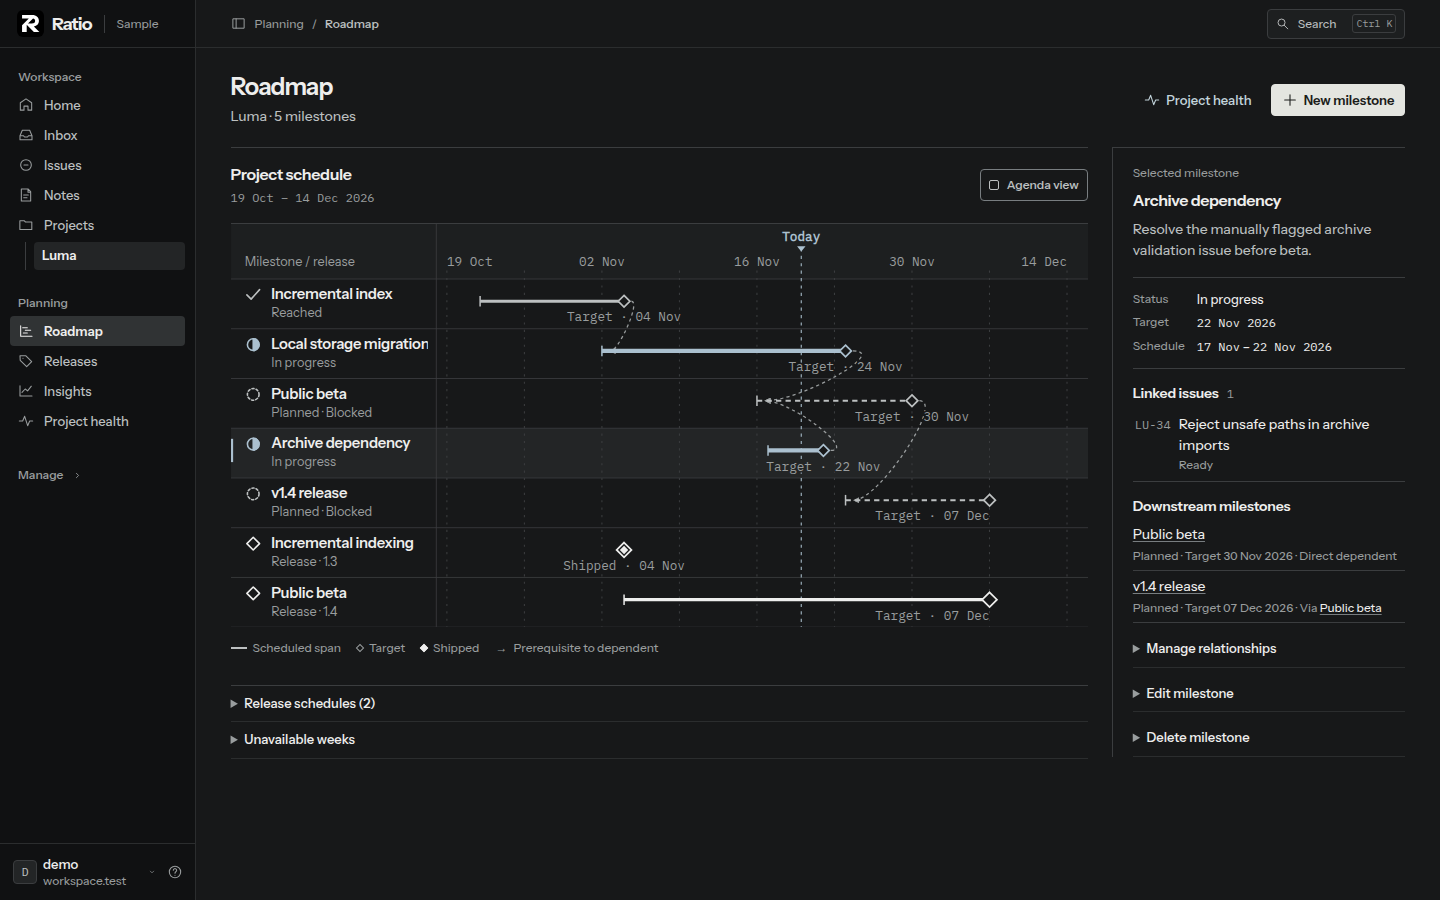 Ratio
Sample
Planning / Roadmap
Search Ctrl K
Workspace
Home
Inbox
Issues
Notes
Projects
Luma
Planning
Roadmap
Releases
Insights
Project health
Manage
D
demo
workspace.test
Roadmap
Luma · 5 milestones
Project health
New milestone
Project schedule
19 Oct – 14 Dec 2026
Agenda view
Today
Milestone / release
19 Oct
02 Nov
16 Nov
30 Nov
14 Dec
Incremental index
Reached
Target · 04 Nov
Local storage migration
In progress
Target · 24 Nov
Public beta
Planned · Blocked
Target · 30 Nov
Archive dependency
In progress
Target · 22 Nov
v1.4 release
Planned · Blocked
Target · 07 Dec
Incremental indexing
Release · 1.3
Shipped · 04 Nov
Public beta
Release · 1.4
Target · 07 Dec
Scheduled span
Target
Shipped
→ Prerequisite to dependent
Release schedules (2)
Unavailable weeks
Selected milestone
Archive dependency
Resolve the manually flagged archive
validation issue before beta.
Status In progress
Target 22 Nov 2026
Schedule 17 Nov – 22 Nov 2026
Linked issues 1
LU-34 Reject unsafe paths in archive
imports
Ready
Downstream milestones
Public beta
Planned · Target 30 Nov 2026 · Direct dependent
v1.4 release
Planned · Target 07 Dec 2026 · Via Public beta
Manage relationships
Edit milestone
Delete milestone